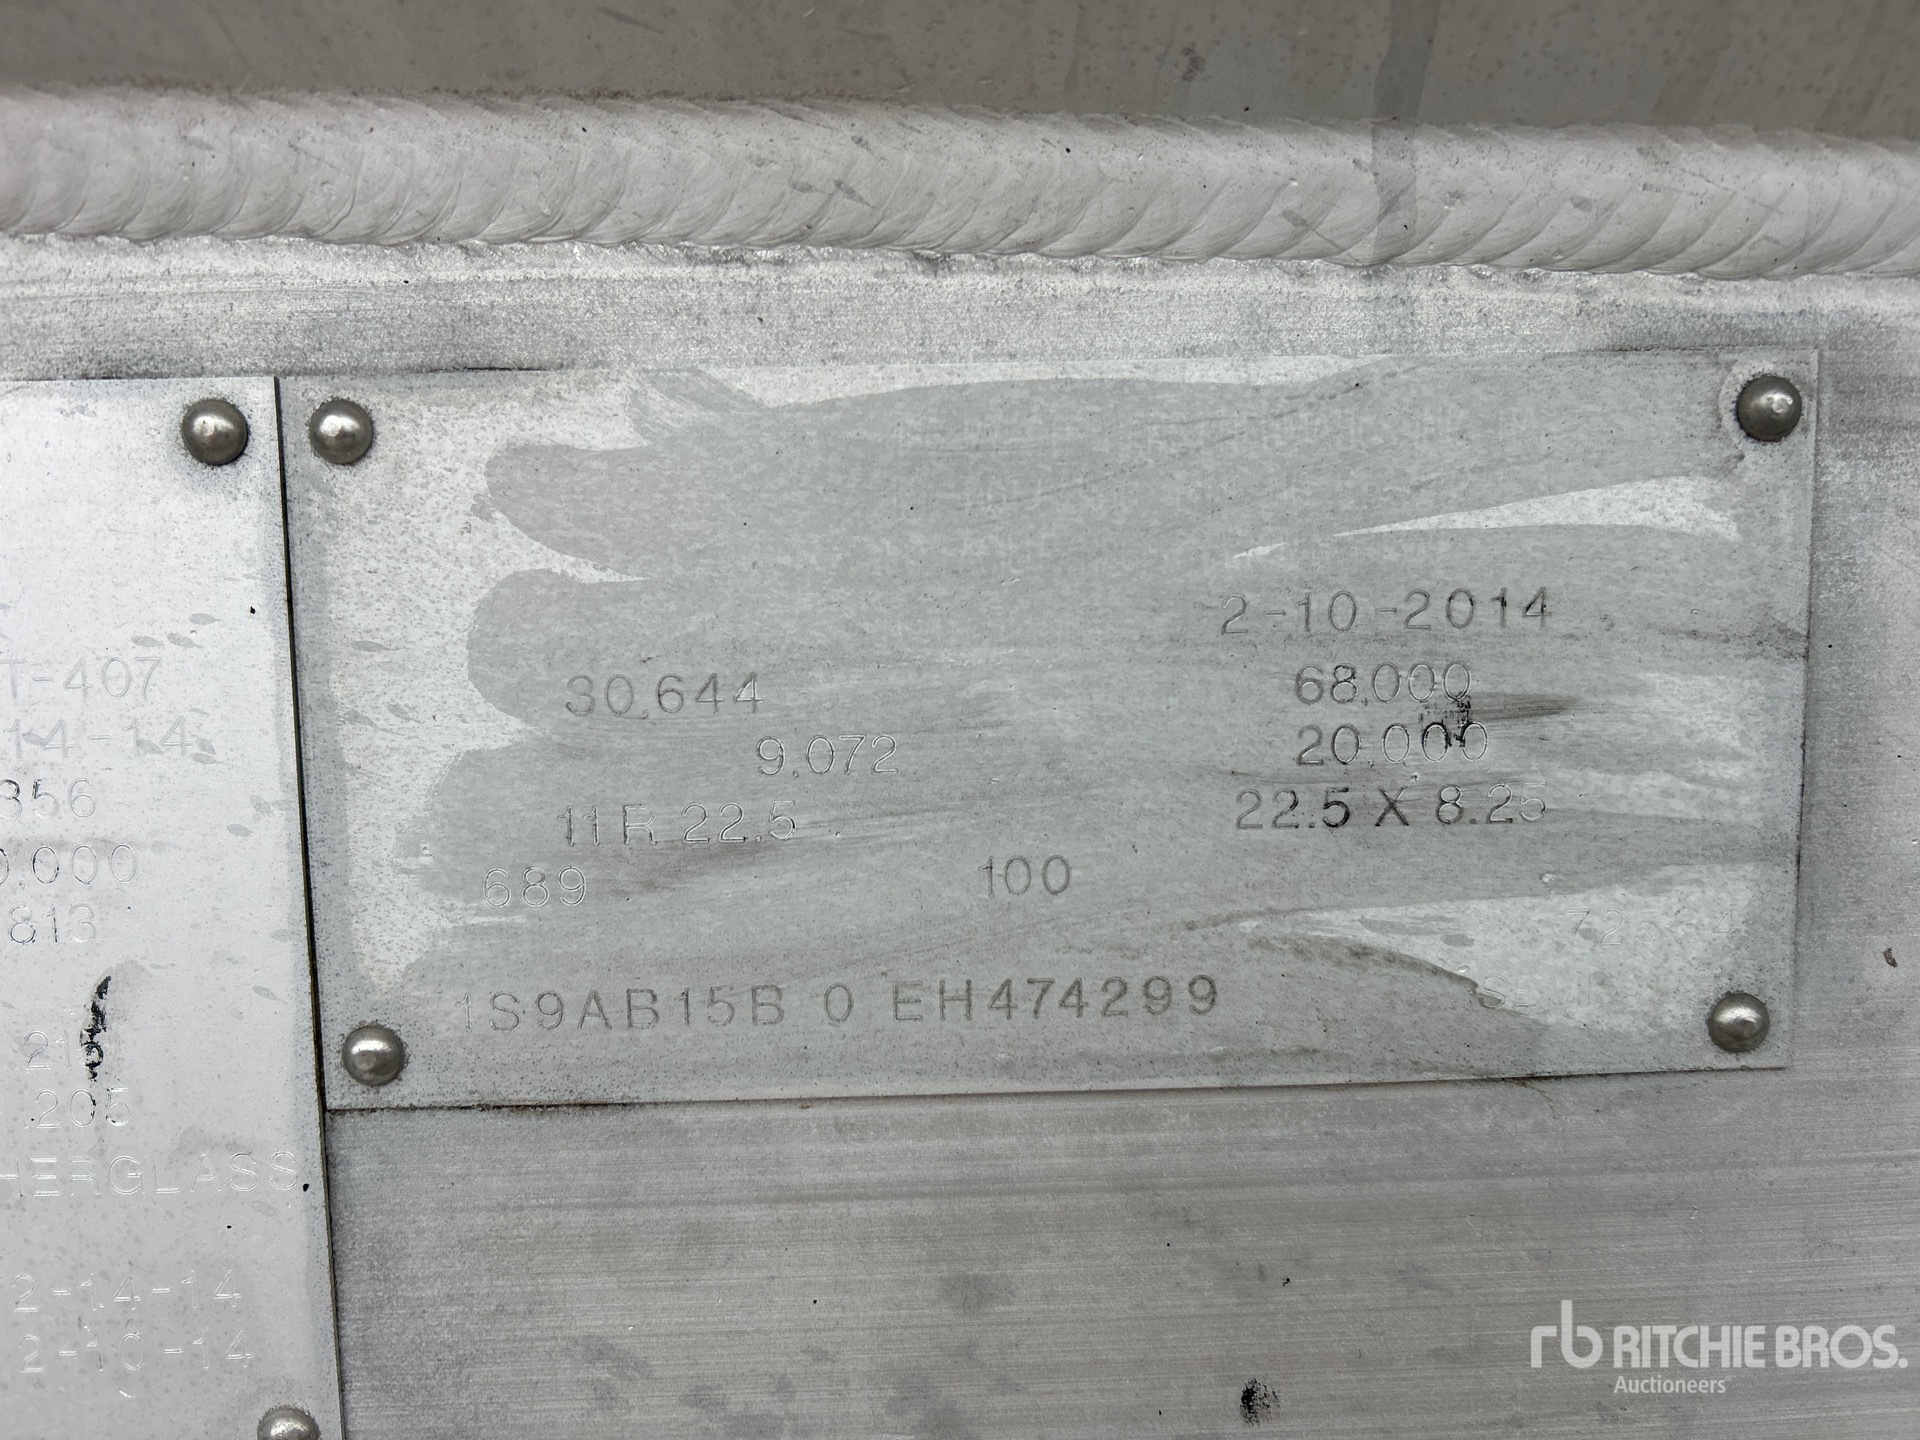 T-407
14-14
356
0,000
813
215
.205
HERGLASS
2-14-14
2-10-14
2-10-2014
30,644 68,000
9,072 20,000
11R 22.5 22.5 X 8.25
689 100
1S9AB15B 0 EH474299
rb RITCHIE BROS.
Auctioneers